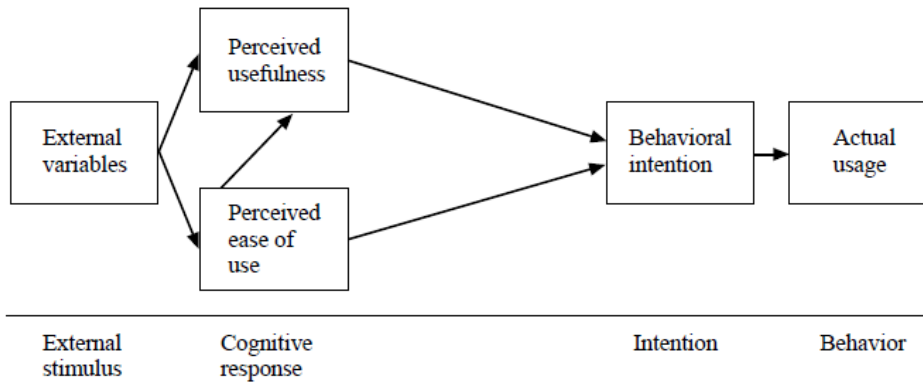 Perceived
usefulness
External
variables
Behavioral
intention
Actual
usage
Perceived
ease of
use
External
stimulus
Cognitive
response
Intention
Behavior